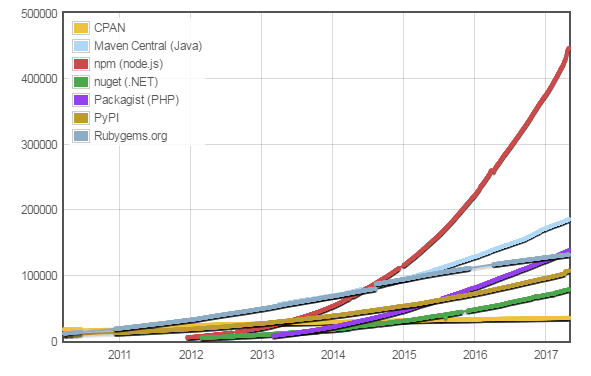 500000
400000
300000
200000
100000
0
CPAN
Maven Central (Java)
npm (node.js)
nuget (.NET)
Packagist (PHP)
PyPI
Rubygems.org
2011 2012 2013 2014 2015 2016 2017